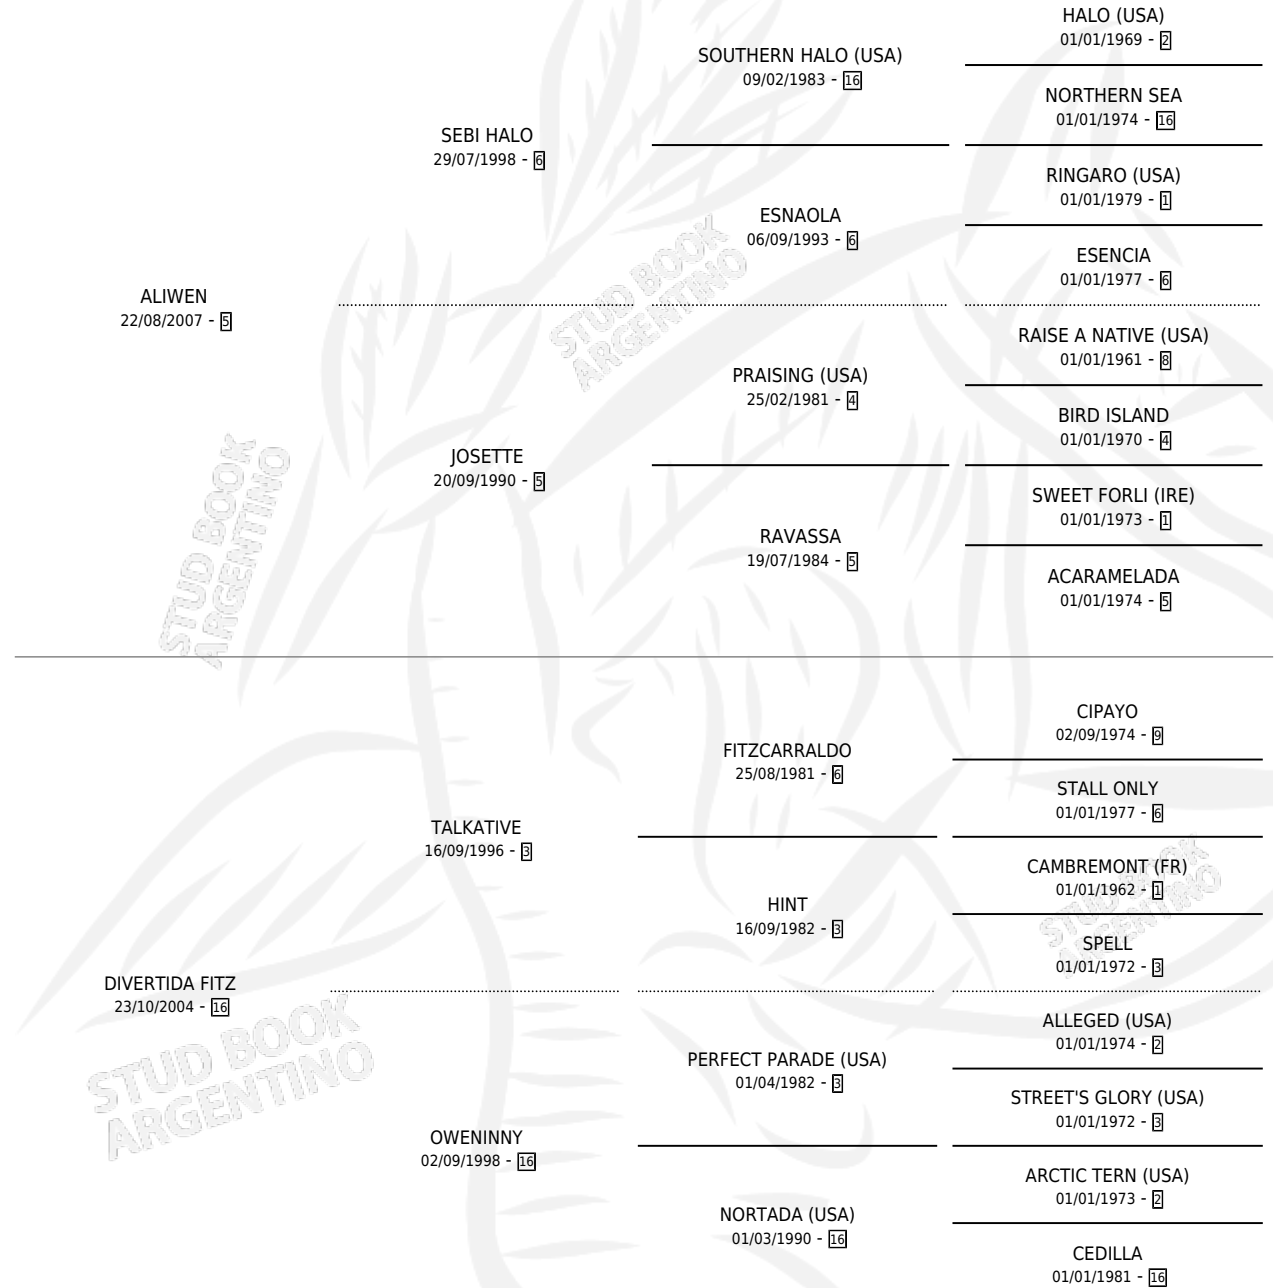 HALO (USA)
01/01/1969 - 2
SOUTHERN HALO (USA)
09/02/1983 - 16
NORTHERN SEA
01/01/1974 - 16
SEBI HALO
29/07/1998 - 6
RINGARO (USA)
01/01/1979 - 1
ESNAOLA
06/09/1993 - 6
ESENCIA
01/01/1977 - 6
ALIWEN
22/08/2007 - 5
RAISE A NATIVE (USA)
01/01/1961 - 8
PRAISING (USA)
25/02/1981 - 4
BIRD ISLAND
01/01/1970 - 4
JOSETTE
20/09/1990 - 5
SWEET FORLI (IRE)
01/01/1973 - 1
RAVASSA
19/07/1984 - 5
ACARAMELADA
01/01/1974 - 5
CIPAYO
02/09/1974 - 9
FITZCARRALDO
25/08/1981 - 6
STALL ONLY
01/01/1977 - 6
TALKATIVE
16/09/1996 - 3
CAMBREMONT (FR)
01/01/1962 - 1
HINT
16/09/1982 - 3
SPELL
01/01/1972 - 3
DIVERTIDA FITZ
23/10/2004 - 16
ALLEGED (USA)
01/01/1974 - 2
PERFECT PARADE (USA)
01/04/1982 - 3
STREET'S GLORY (USA)
01/01/1972 - 3
OWENINNY
02/09/1998 - 16
ARCTIC TERN (USA)
01/01/1973 - 2
NORTADA (USA)
01/03/1990 - 16
CEDILLA
01/01/1981 - 16
STUD BOOK
ARGENTINO
STUD BOOK
ARGENTINO
STUD BOOK
ARGENTINO
STUD BOOK
ARGENTINO